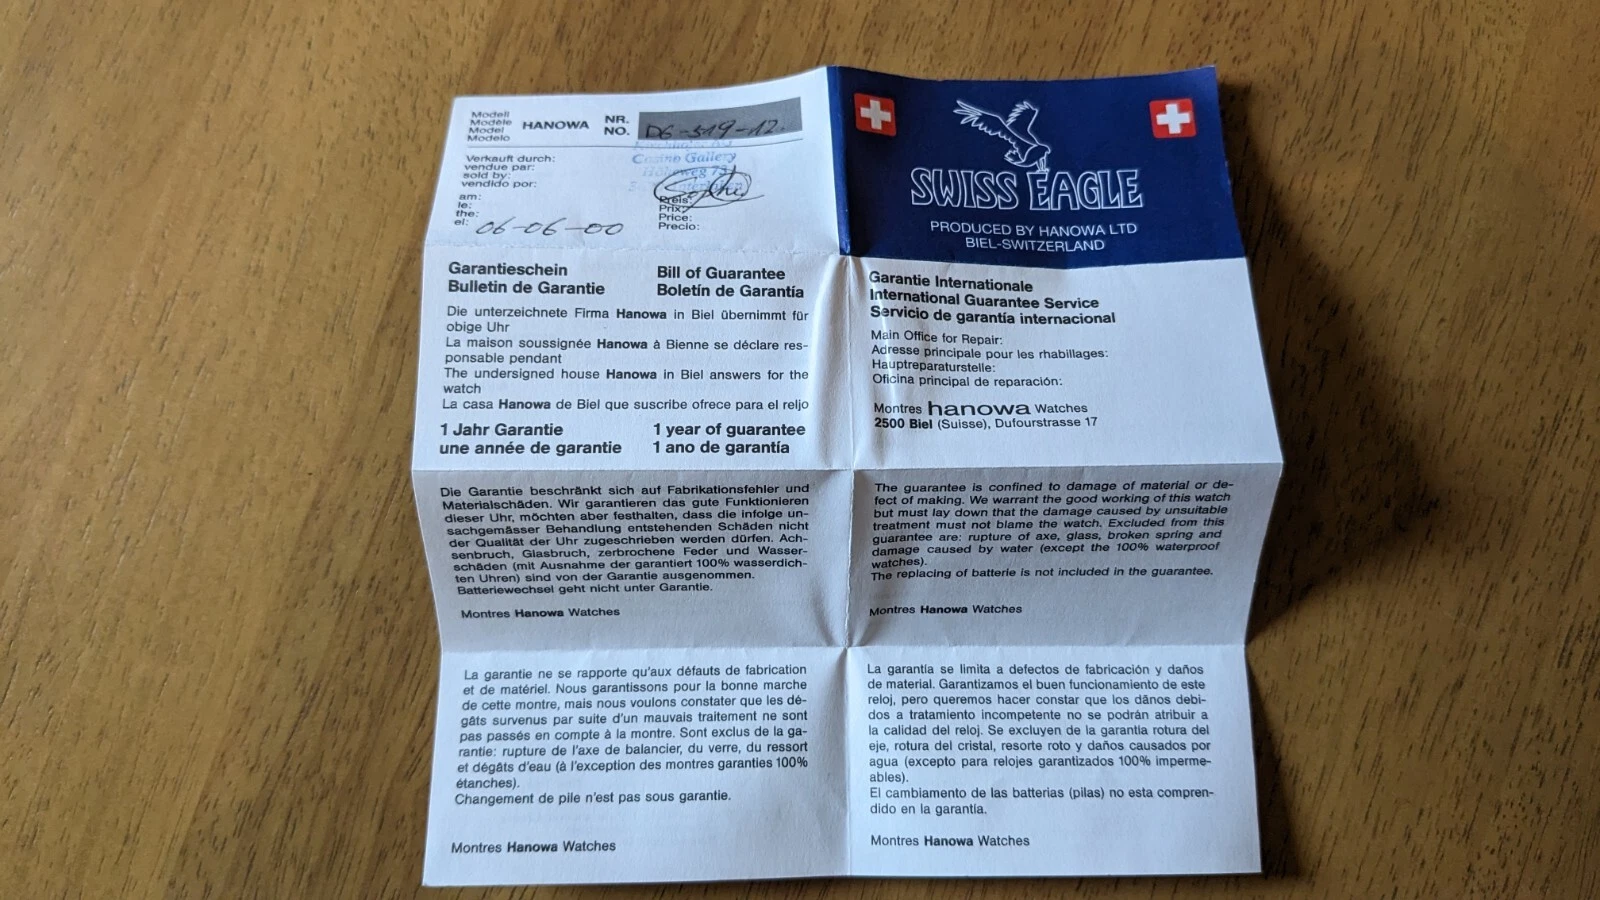 Modell
Modèle
Model
Modelo
HANOWA
NR.
NO.
D6-319-12.
Verkauft durch:
vendue par:
sold by:
vendido por:
Casino Gallery
Höheweg 73
am:
le:
the:
el:
06-06-00
Preis:
Prix:
Price:
Precio:
SWISS EAGLE
PRODUCED BY HANOWA LTD
BIEL-SWITZERLAND
Garantieschein
Bulletin de Garantie
Bill of Guarantee
Boletín de Garantía
Die unterzeichnete Firma Hanowa in Biel übernimmt für
obige Uhr
La maison soussignée Hanowa à Bienne se déclare res-
ponsable pendant
The undersigned house Hanowa in Biel answers for the
watch
La casa Hanowa de Biel que suscribe ofrece para el reljo
1 Jahr Garantie
une année de garantie
1 year of guarantee
1 ano de garantía
Garantie Internationale
International Guarantee Service
Servicio de garantía internacional
Main Office for Repair:
Adresse principale pour les rhabillages:
Hauptreparaturstelle:
Oficina principal de reparación:
Montres hanowa Watches
2500 Biel (Suisse), Dufourstrasse 17
Die Garantie beschränkt sich auf Fabrikationsfehler und
Materialschäden. Wir garantieren das gute Funktionieren
dieser Uhr, möchten aber festhalten, dass die infolge un-
sachgemässer Behandlung entstehenden Schäden nicht
der Qualität der Uhr zugeschrieben werden dürfen. Ach-
senbruch, Glasbruch, zerbrochene Feder und Wasser-
schäden (mit Ausnahme der garantiert 100% wasserdich-
ten Uhren) sind von der Garantie ausgenommen.
Batteriewechsel geht nicht unter Garantie.
Montres Hanowa Watches
The guarantee is confined to damage of material or de-
fect of making. We warrant the good working of this watch
but must lay down that the damage caused by unsuitable
treatment must not blame the watch. Excluded from this
guarantee are: rupture of axe, glass, broken spring and
damage caused by water (except the 100% waterproof
watches).
The replacing of batterie is not included in the guarantee.
Montres Hanowa Watches
La garantie ne se rapporte qu'aux défauts de fabrication
et de matériel. Nous garantissons pour la bonne marche
de cette montre, mais nous voulons constater que les dé-
gâts survenus par suite d'un mauvais traitement ne sont
pas passés en compte à la montre. Sont exclus de la ga-
rantie: rupture de l'axe de balancier, du verre, du ressort
et dégâts d'eau (à l'exception des montres garanties 100%
étanches).
Changement de pile n'est pas sous garantie.
Montres Hanowa Watches
La garantía se limita a defectos de fabricación y daños
de material. Garantizamos el buen funcionamiento de este
reloj, pero queremos hacer constar que los dãnos debi-
dos a tratamiento incompetente no se podrán atribuir a
la calidad del reloj. Se excluyen de la garantía rotura del
eje, rotura del cristal, resorte roto y daños causados por
agua (excepto para relojes garantizados 100% imperme-
ables).
El cambiamento de las batterias (pilas) no esta compren-
dido en la garantía.
Montres Hanowa Watches